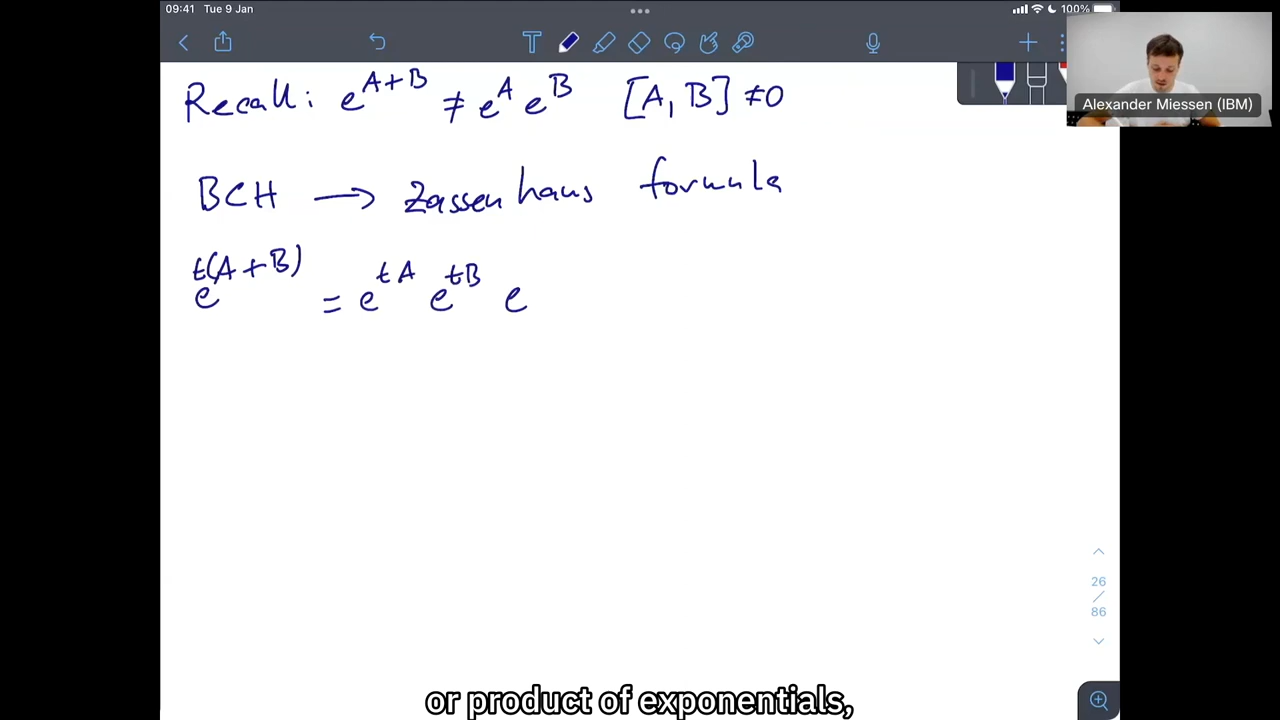 09:41 Tue 9 Jan
100%
Recall: e^{A+B} ≠ e^A e^B [A, B] ≠ 0
Alexander Miessen (IBM)
BCH → Zassenhaus formula
e^{t(A+B)} = e^{tA} e^{tB} e
26
/
86
or product of exponentials,